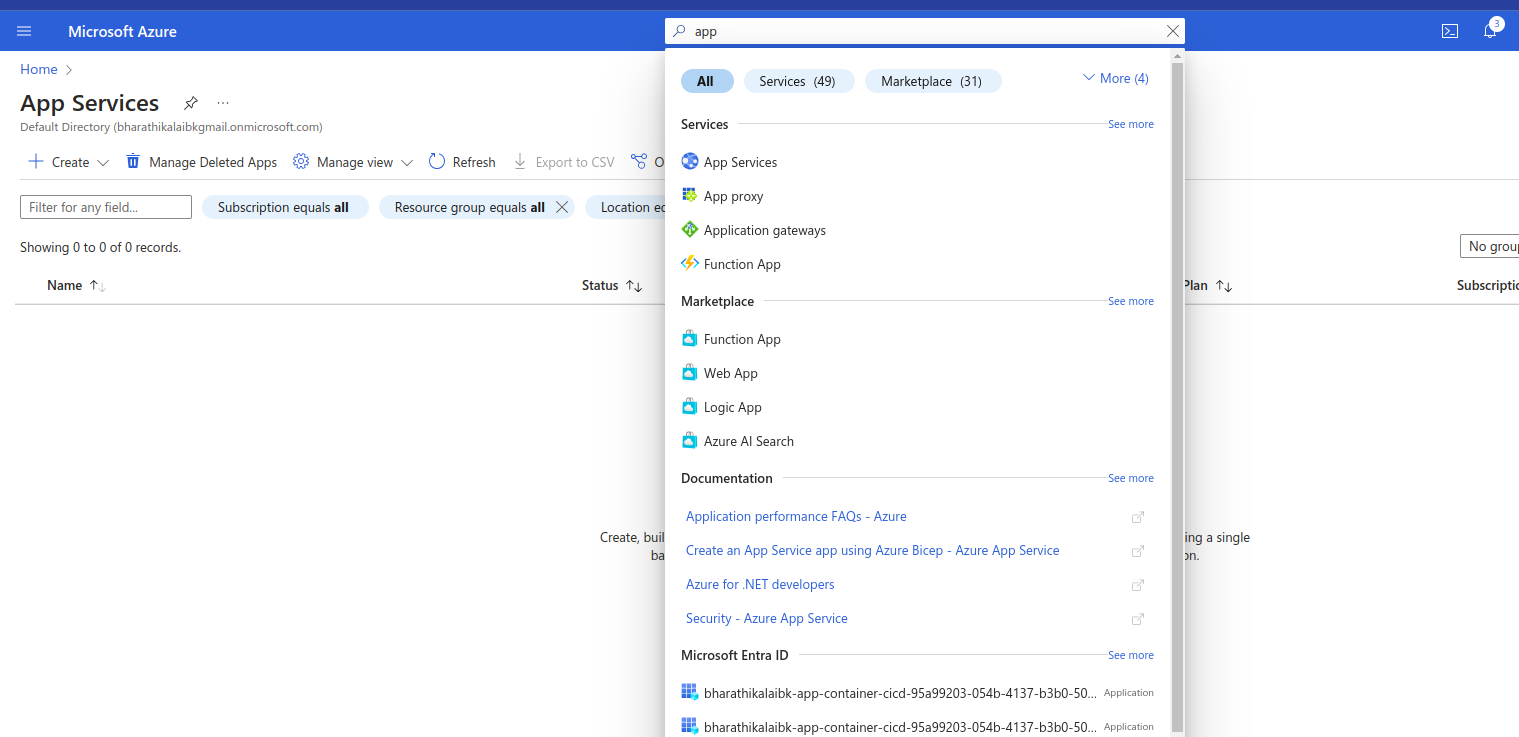 Microsoft Azure
app
3
Home
App Services
Default Directory (bharathikalaibkgmail.onmicrosoft.com)
Create
Manage Deleted Apps
Manage view
Refresh
Export to CSV
O
Filter for any field...
Subscription equals all
Resource group equals all
Location eq
Showing 0 to 0 of 0 records.
No grou
Name
Status
Plan
Subscriptio
Create, buil
ba
ing a single
on.
All
Services (49)
Marketplace (31)
More (4)
Services
See more
App Services
App proxy
Application gateways
Function App
Marketplace
See more
Function App
Web App
Logic App
Azure AI Search
Documentation
See more
Application performance FAQs - Azure
Create an App Service app using Azure Bicep - Azure App Service
Azure for .NET developers
Security - Azure App Service
Microsoft Entra ID
See more
bharathikalaibk-app-container-cicd-95a99203-054b-4137-b3b0-50... Application
bharathikalaibk-app-container-cicd-95a99203-054b-4137-b3b0-50... Application